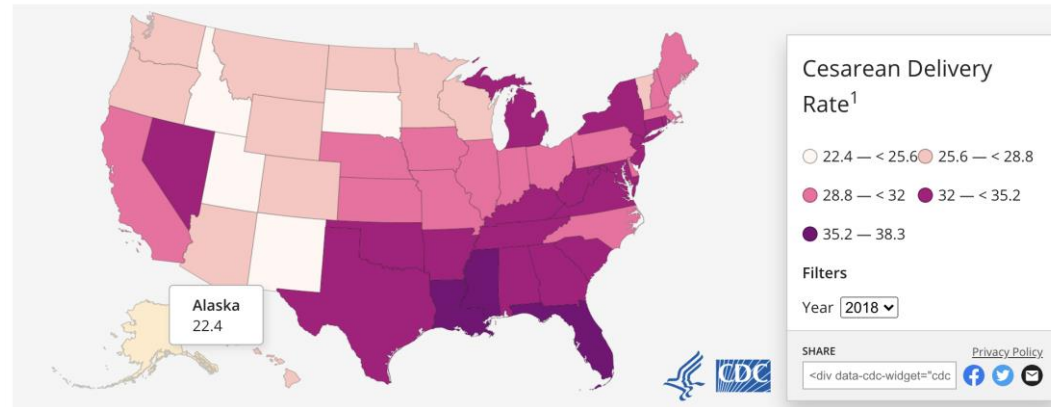 Cesarean Delivery
Rate1
22.4 — < 25.6 25.6 — < 28.8
28.8 — < 32 32 — < 35.2
35.2 — 38.3
Filters
Year 2018
Alaska
22.4
SHARE Privacy Policy
<div data-cdc-widget="cdc
CDC